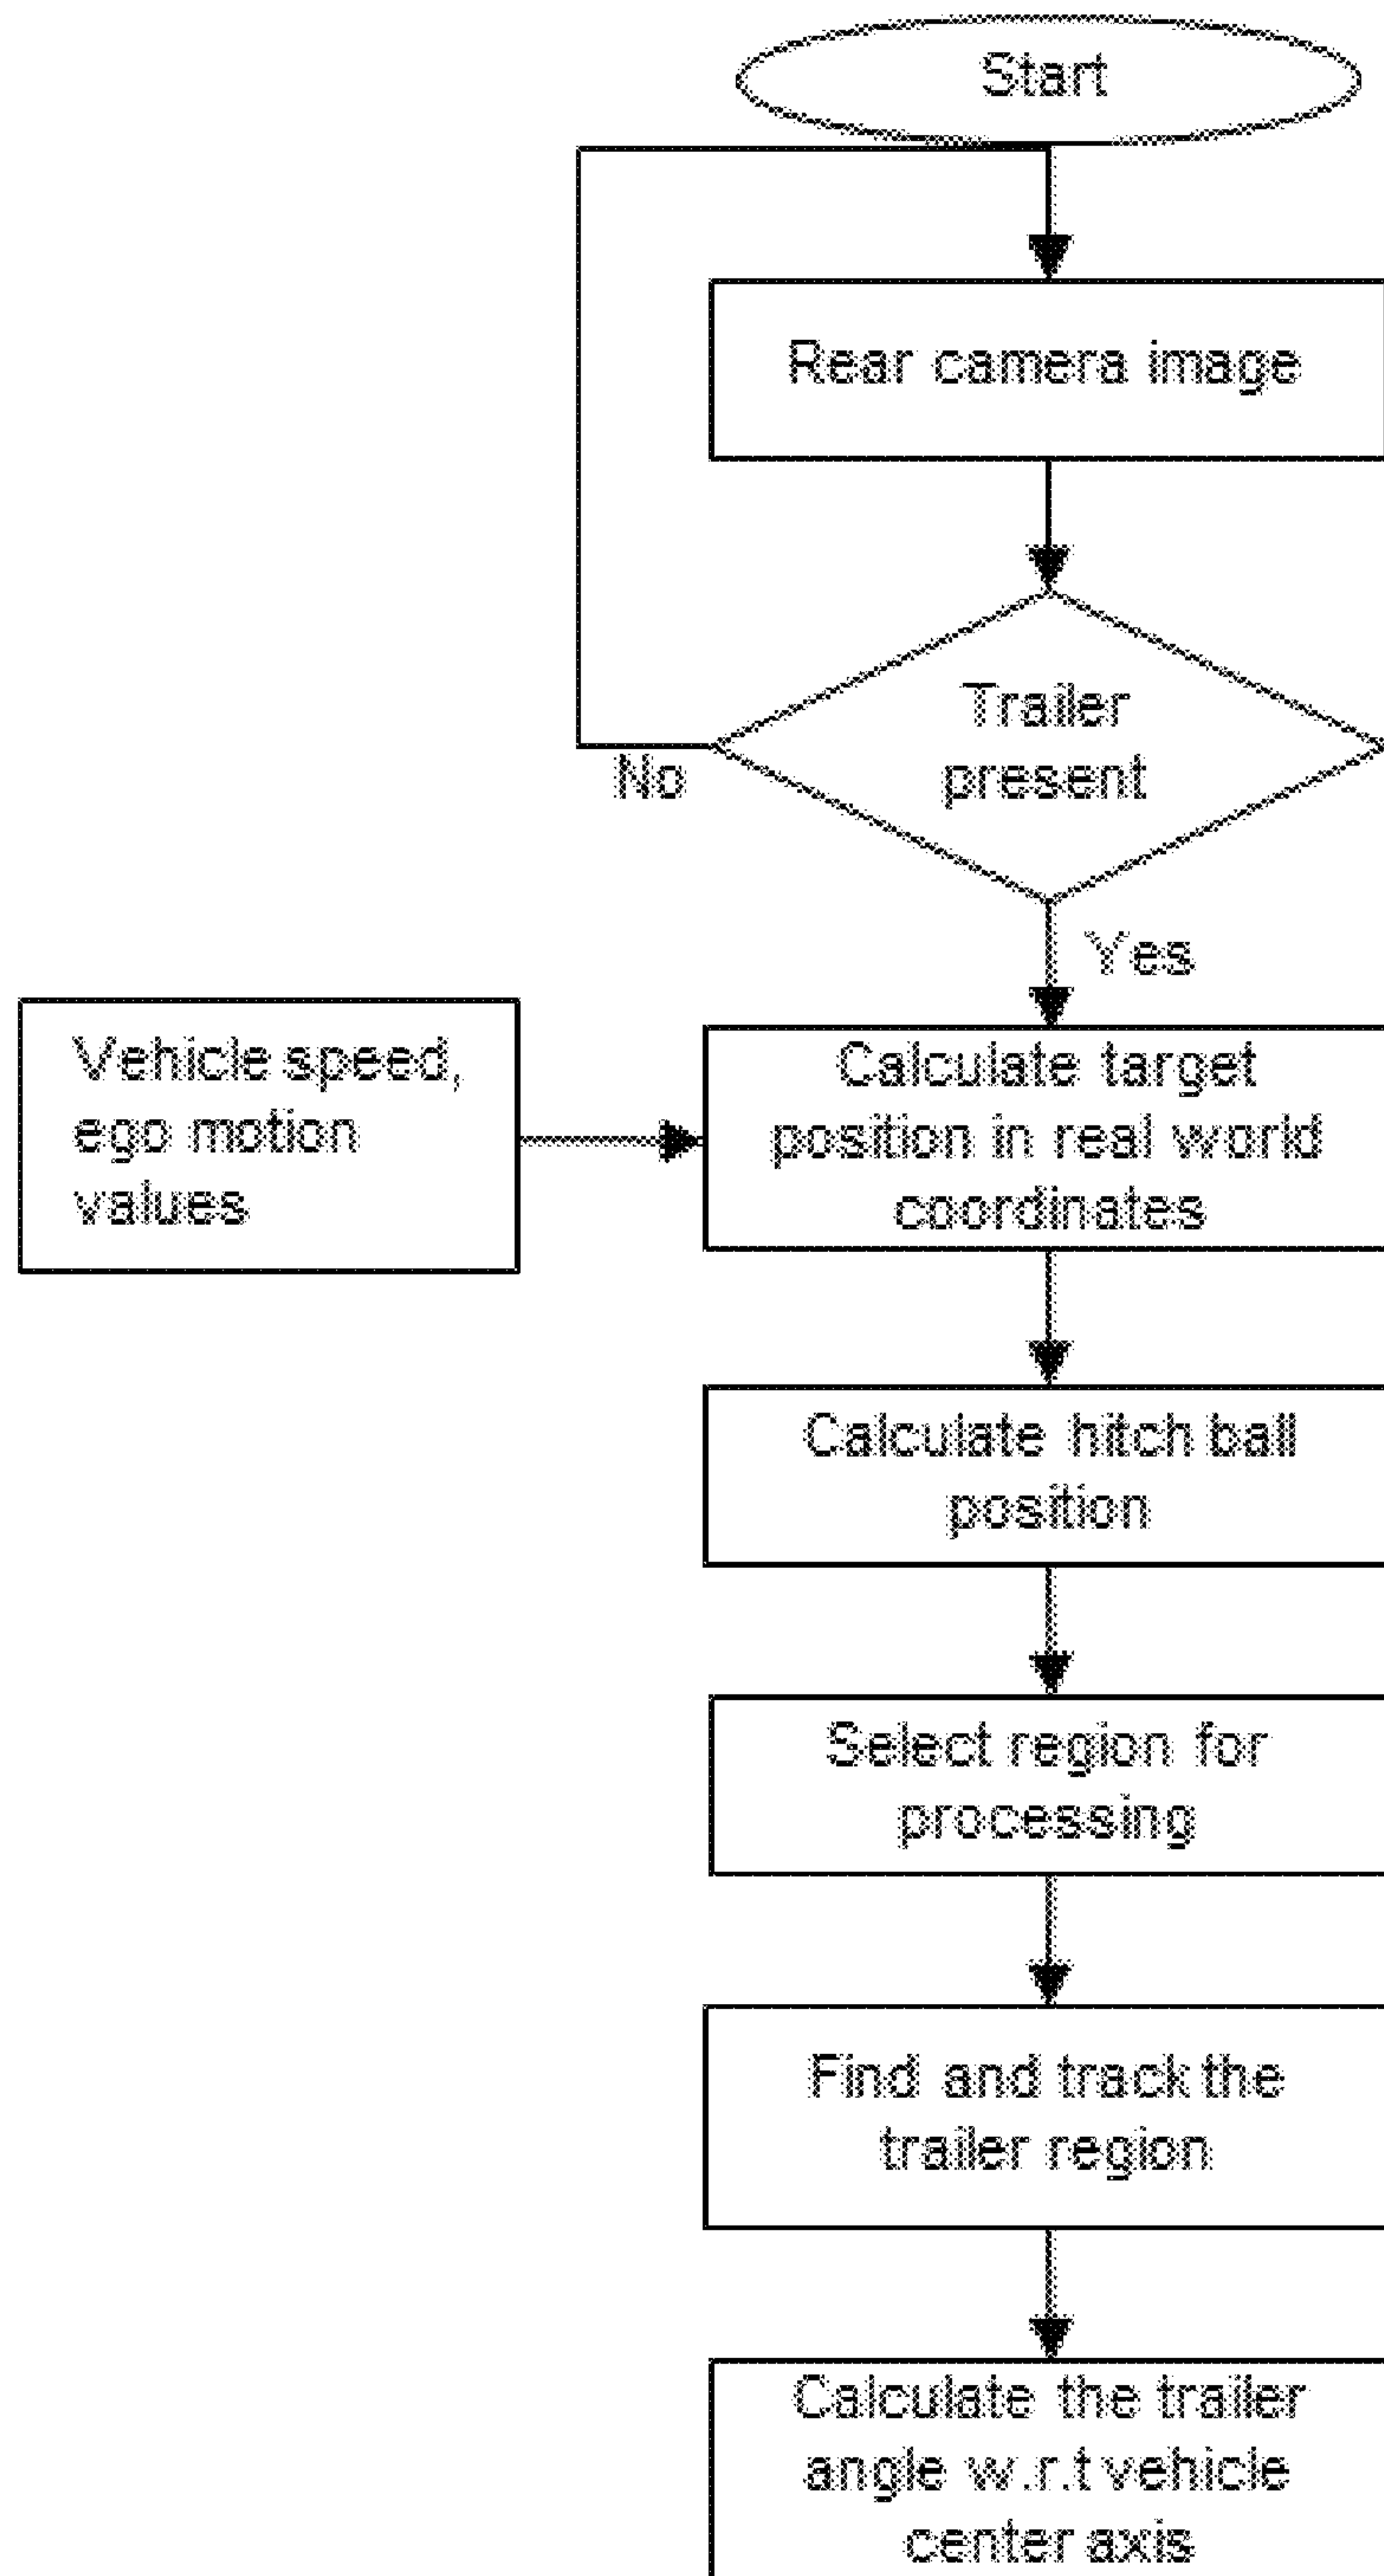 Start
Rear camera image
Trailer
present
No
Yes
Vehicle speed,
ego motion
values
Calculate target
position in real world
coordinates
Calculate hitch ball
position
Select region for
processing
Find and track the
trailer region
Calculate the trailer
angle w.r.t vehicle
center axis